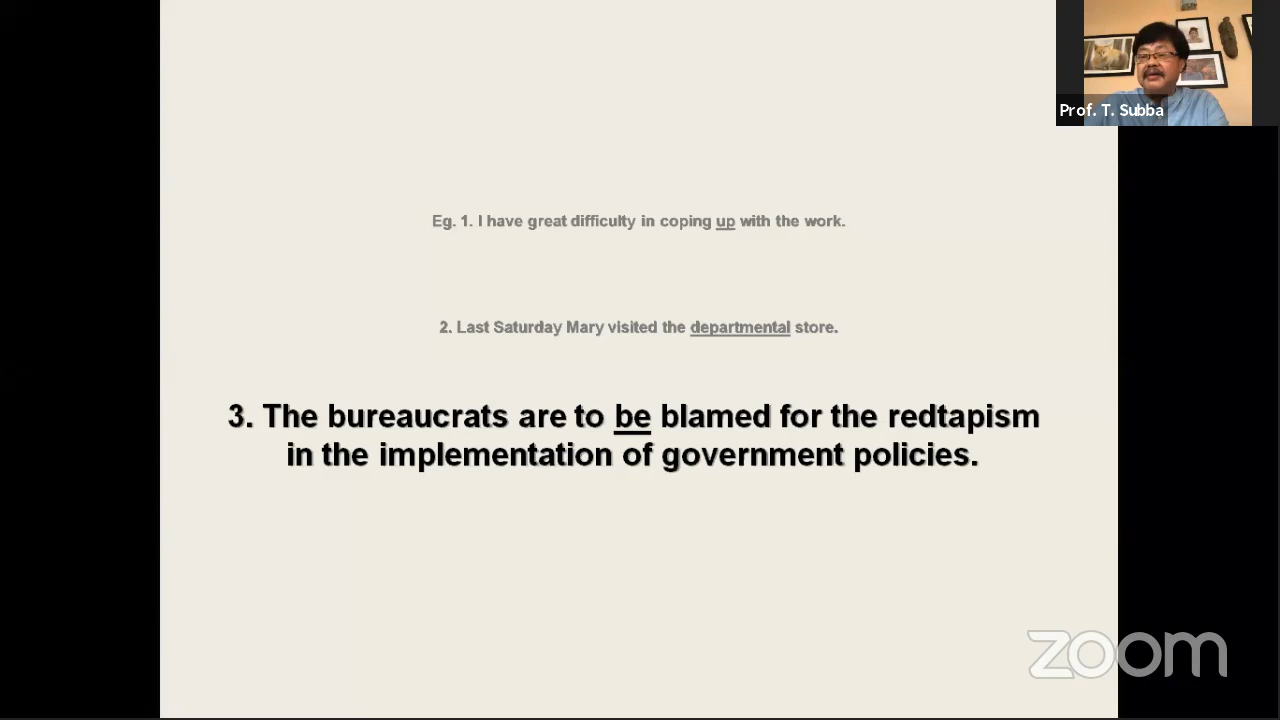 Prof. T. Subba
Eg. 1. I have great difficulty in coping up with the work.
2. Last Saturday Mary visited the departmental store.
3. The bureaucrats are to be blamed for the redtapism
in the implementation of government policies.
zoom